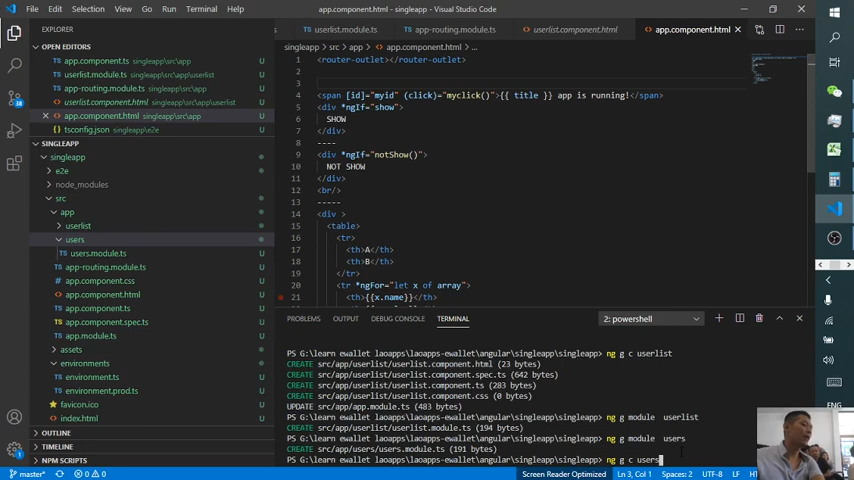 File Edit Selection View Go Run Terminal Help
app.component.html - singleapp - Visual Studio Code
EXPLORER
OPEN EDITORS
app.component.ts singleapp\src\app U
userlist.module.ts singleapp\src\app\userlist U
app-routing.module.ts singleapp\src\app U
userlist.component.html singleapp\src\app\userlist U
app.component.html singleapp\src\app U
tsconfig.json singleapp\e2e U
SINGLEAPP
singleapp
e2e
node_modules
src
app
userlist
users
users.module.ts U
app-routing.module.ts U
app.component.css U
app.component.html U
app.component.ts U
app.component.spec.ts U
app.module.ts U
assets
environments
environment.ts U
environment.prod.ts U
favicon.ico U
index.html U
OUTLINE
TIMELINE
NPM SCRIPTS
userlist.module.ts
app-routing.module.ts
userlist.component.html
app.component.html
singleapp > src > app > app.component.html > ...
1 <router-outlet></router-outlet>
2
3
4 <span [id]="myid" (click)="myclick()">{{ title }} app is running!</span>
5 <div *ngIf="show">
6 SHOW
7 </div>
8 ----
9 <div *ngIf="notShow()">
10 NOT SHOW
11 </div>
12 <br/>
13 -----
14 <div >
15 <table>
16 <tr>
17 <th>A</th>
18 <th>B</th>
19 </tr>
20 <tr *ngFor="let x of array">
21 <th>{{x.name}}</th>
PROBLEMS OUTPUT DEBUG CONSOLE TERMINAL
2: powershell
PS G:\learn ewallet laoapps\laoapps-ewallet\angular\singleapp\singleapp> ng g c userlist
CREATE src/app/userlist/userlist.component.html (23 bytes)
CREATE src/app/userlist/userlist.component.spec.ts (642 bytes)
CREATE src/app/userlist/userlist.component.ts (283 bytes)
CREATE src/app/userlist/userlist.component.css (0 bytes)
UPDATE src/app/app.module.ts (483 bytes)
PS G:\learn ewallet laoapps\laoapps-ewallet\angular\singleapp\singleapp> ng g module  userlist
CREATE src/app/userlist/userlist.module.ts (194 bytes)
PS G:\learn ewallet laoapps\laoapps-ewallet\angular\singleapp\singleapp> ng g module  users
CREATE src/app/users/users.module.ts (191 bytes)
PS G:\learn ewallet laoapps\laoapps-ewallet\angular\singleapp\singleapp> ng g c users
38
master* 0 0
Screen Reader Optimized Ln 3, Col 1 Spaces: 2 UTF-8 LF
ENG